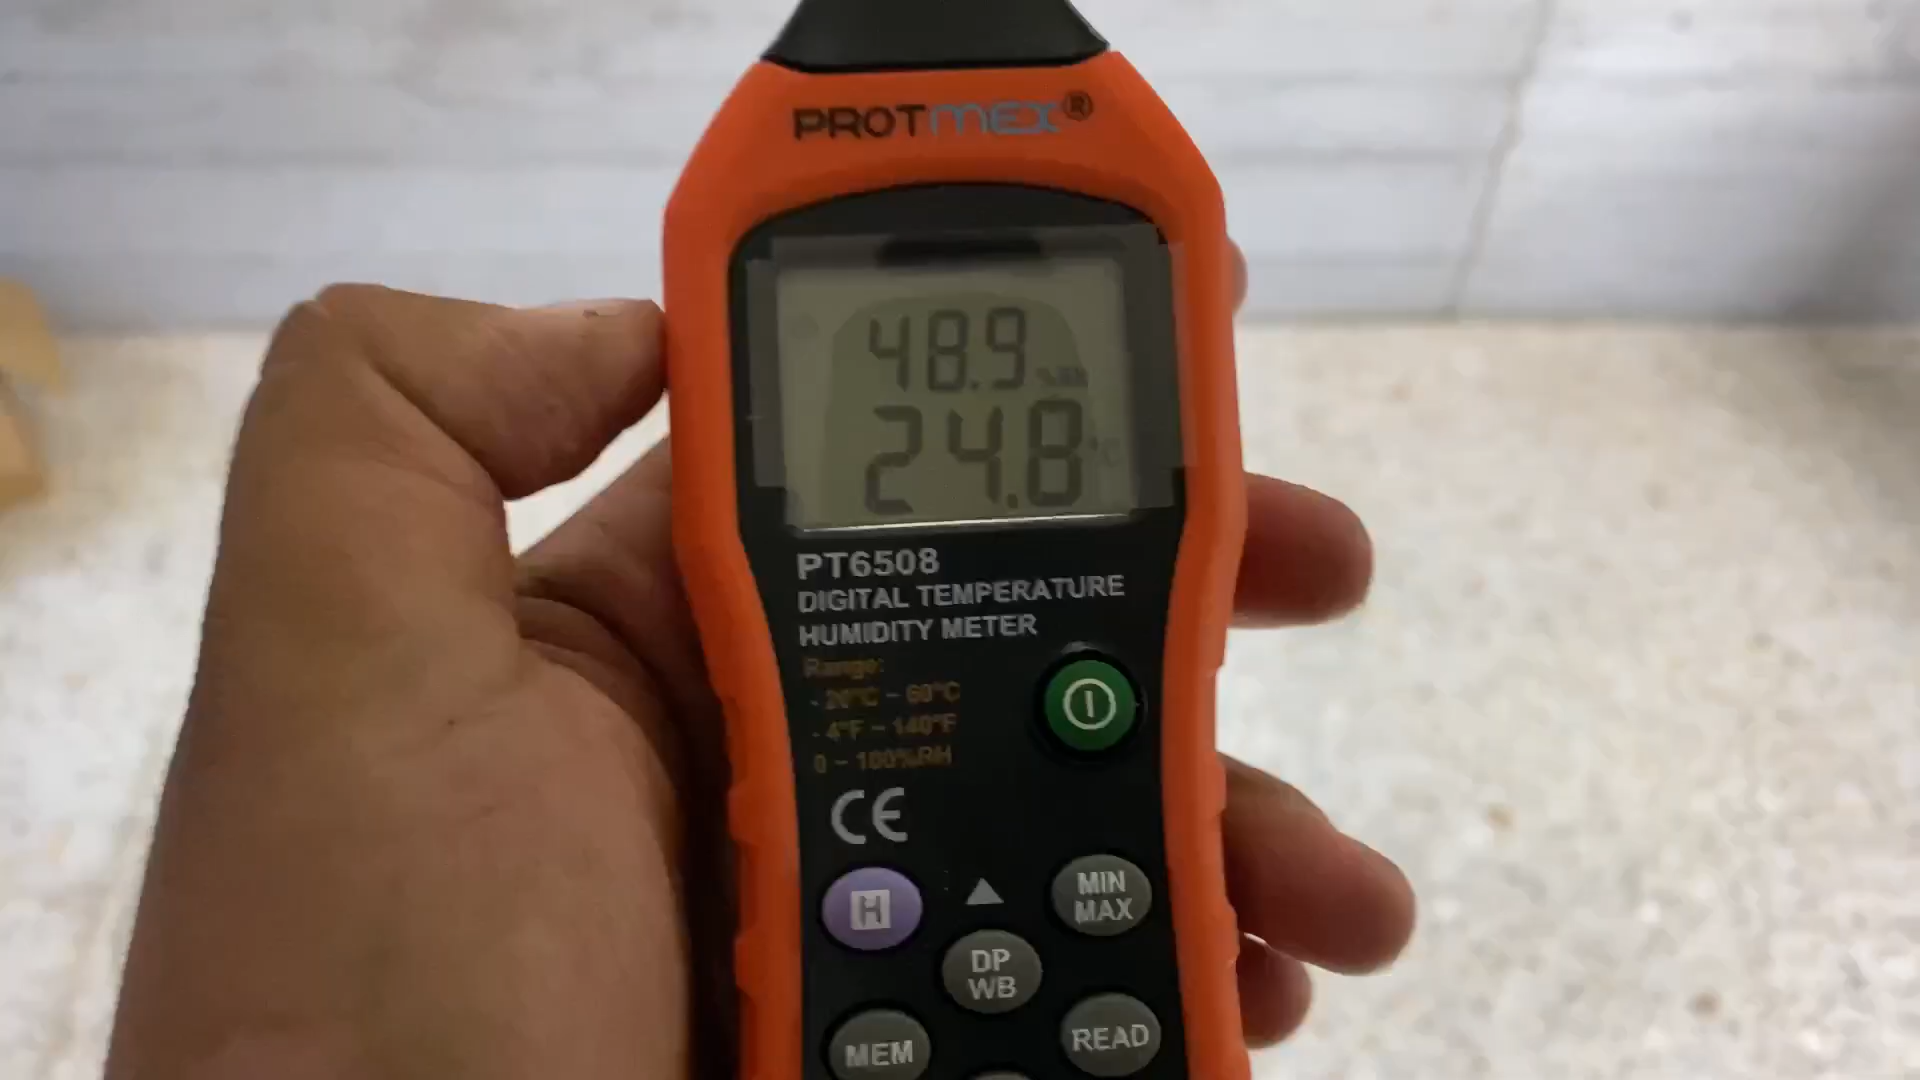 PROTMEX®
48.9 %RH
24.8 °C
PT6508
DIGITAL TEMPERATURE
HUMIDITY METER
Range:
- 20°C ~ 60°C
- 4°F ~ 140°F
0 ~ 100%RH
CE
H
MIN
MAX
DP
WB
MEM
READ